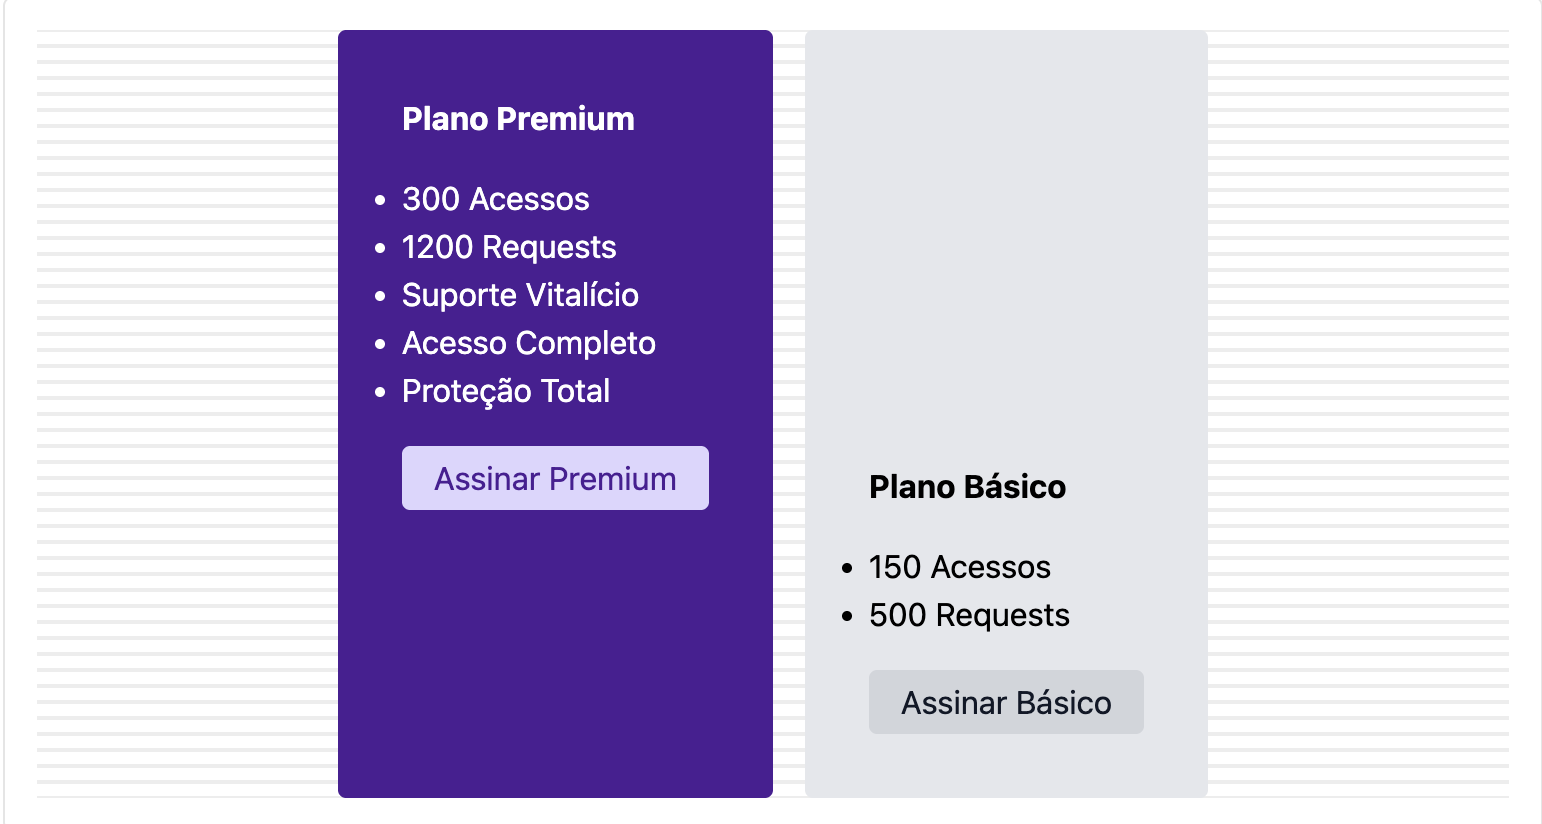 Plano Premium
• 300 Acessos
• 1200 Requests
• Suporte Vitalício
• Acesso Completo
• Proteção Total
Assinar Premium
Plano Básico
• 150 Acessos
• 500 Requests
Assinar Básico